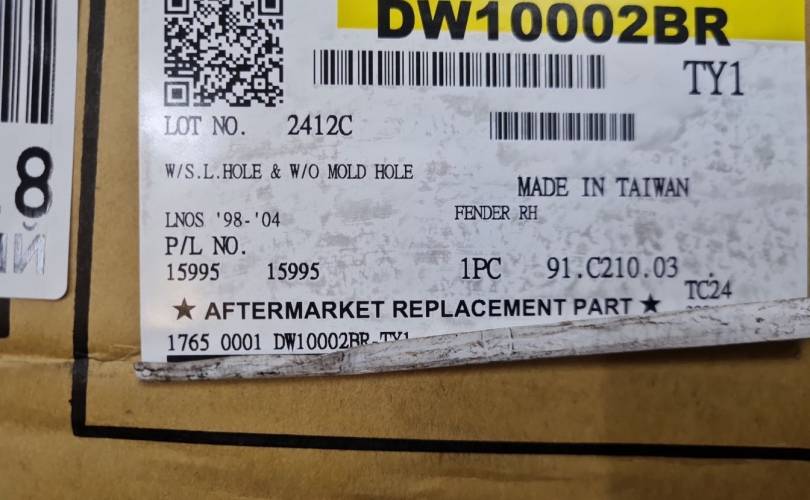 DW10002BR
TY1
LOT NO. 2412C
W/S.L.HOLE & W/O MOLD HOLE
MADE IN TAIWAN
LNOS '98-'04 FENDER RH
P/L NO.
15995 15995 1PC 91.C210.03
TC24
★ AFTERMARKET REPLACEMENT PART ★
1765 0001 DW10002BR-TY1
8